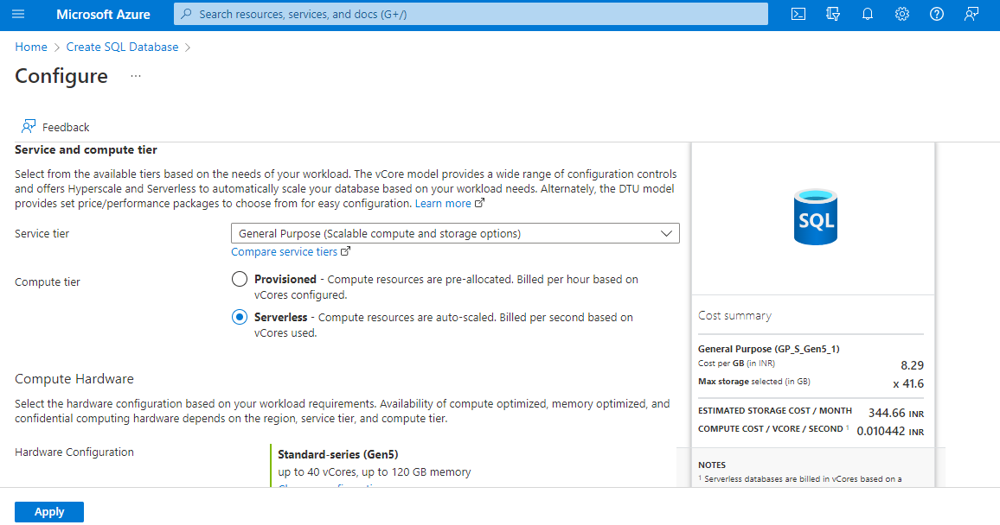 Microsoft Azure
Search resources, services, and docs (G+/)
Home > Create SQL Database >
Configure ...
Feedback
Service and compute tier
Select from the available tiers based on the needs of your workload. The vCore model provides a wide range of configuration controls
and offers Hyperscale and Serverless to automatically scale your database based on your workload needs. Alternately, the DTU model
provides set price/performance packages to choose from for easy configuration. Learn more
Service tier
General Purpose (Scalable compute and storage options)
Compare service tiers
Compute tier
Provisioned - Compute resources are pre-allocated. Billed per hour based on
vCores configured.
Serverless - Compute resources are auto-scaled. Billed per second based on
vCores used.
Compute Hardware
Select the hardware configuration based on your workload requirements. Availability of compute optimized, memory optimized, and
confidential computing hardware depends on the region, service tier, and compute tier.
Hardware Configuration
Standard-series (Gen5)
up to 40 vCores, up to 120 GB memory
Apply
SQL
Cost summary
General Purpose (GP_S_Gen5_1)
Cost per GB (in INR) 8.29
Max storage selected (in GB) x 41.6
ESTIMATED STORAGE COST / MONTH 344.66 INR
COMPUTE COST / VCORE / SECOND ¹ 0.010442 INR
NOTES
¹ Serverless databases are billed in vCores based on a